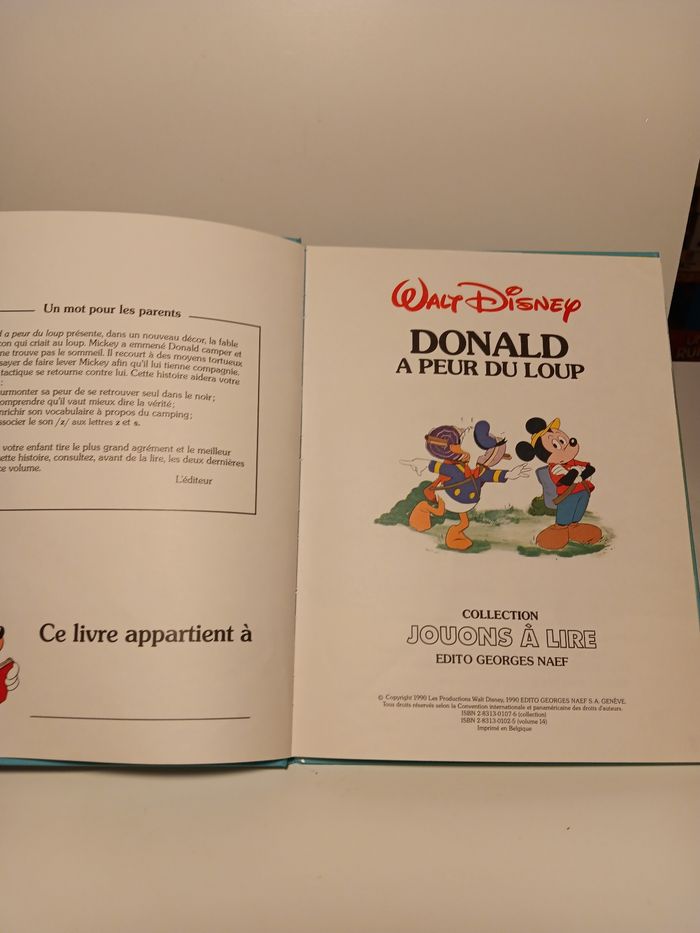 Un mot pour les parents
a peur du loup présente, dans un nouveau décor, la fable
qui criait au loup. Mickey a emmené Donald camper et
ne trouve pas le sommeil. Il recourt à des moyens tortueux
de faire lever Mickey afin qu'il lui tienne compagnie.
tactique se retourne contre lui. Cette histoire aidera votre
:
sa peur de se retrouver seul dans le noir;
qu'il vaut mieux dire la vérité;
son vocabulaire à propos du camping;
le son /z/ aux lettres z et s.
votre enfant tire le plus grand agrément et le meilleur
histoire, consultez, avant de la lire, les deux dernières
volume.
L'éditeur
Ce livre appartient à
WALT DISNEY
DONALD
A PEUR DU LOUP
COLLECTION
JOUONS À LIRE
EDITO GEORGES NAEF
© Copyright 1990 Les Productions Walt Disney, 1990 EDITO GEORGES NAEF S.A. GENÈVE.
Tous droits réservés selon la Convention internationale et panaméricaine des droits d'auteurs.
ISBN 2-8313-0107-6 (collection)
ISBN 2-8313-0102-5 (volume 14)
Imprimé en Belgique